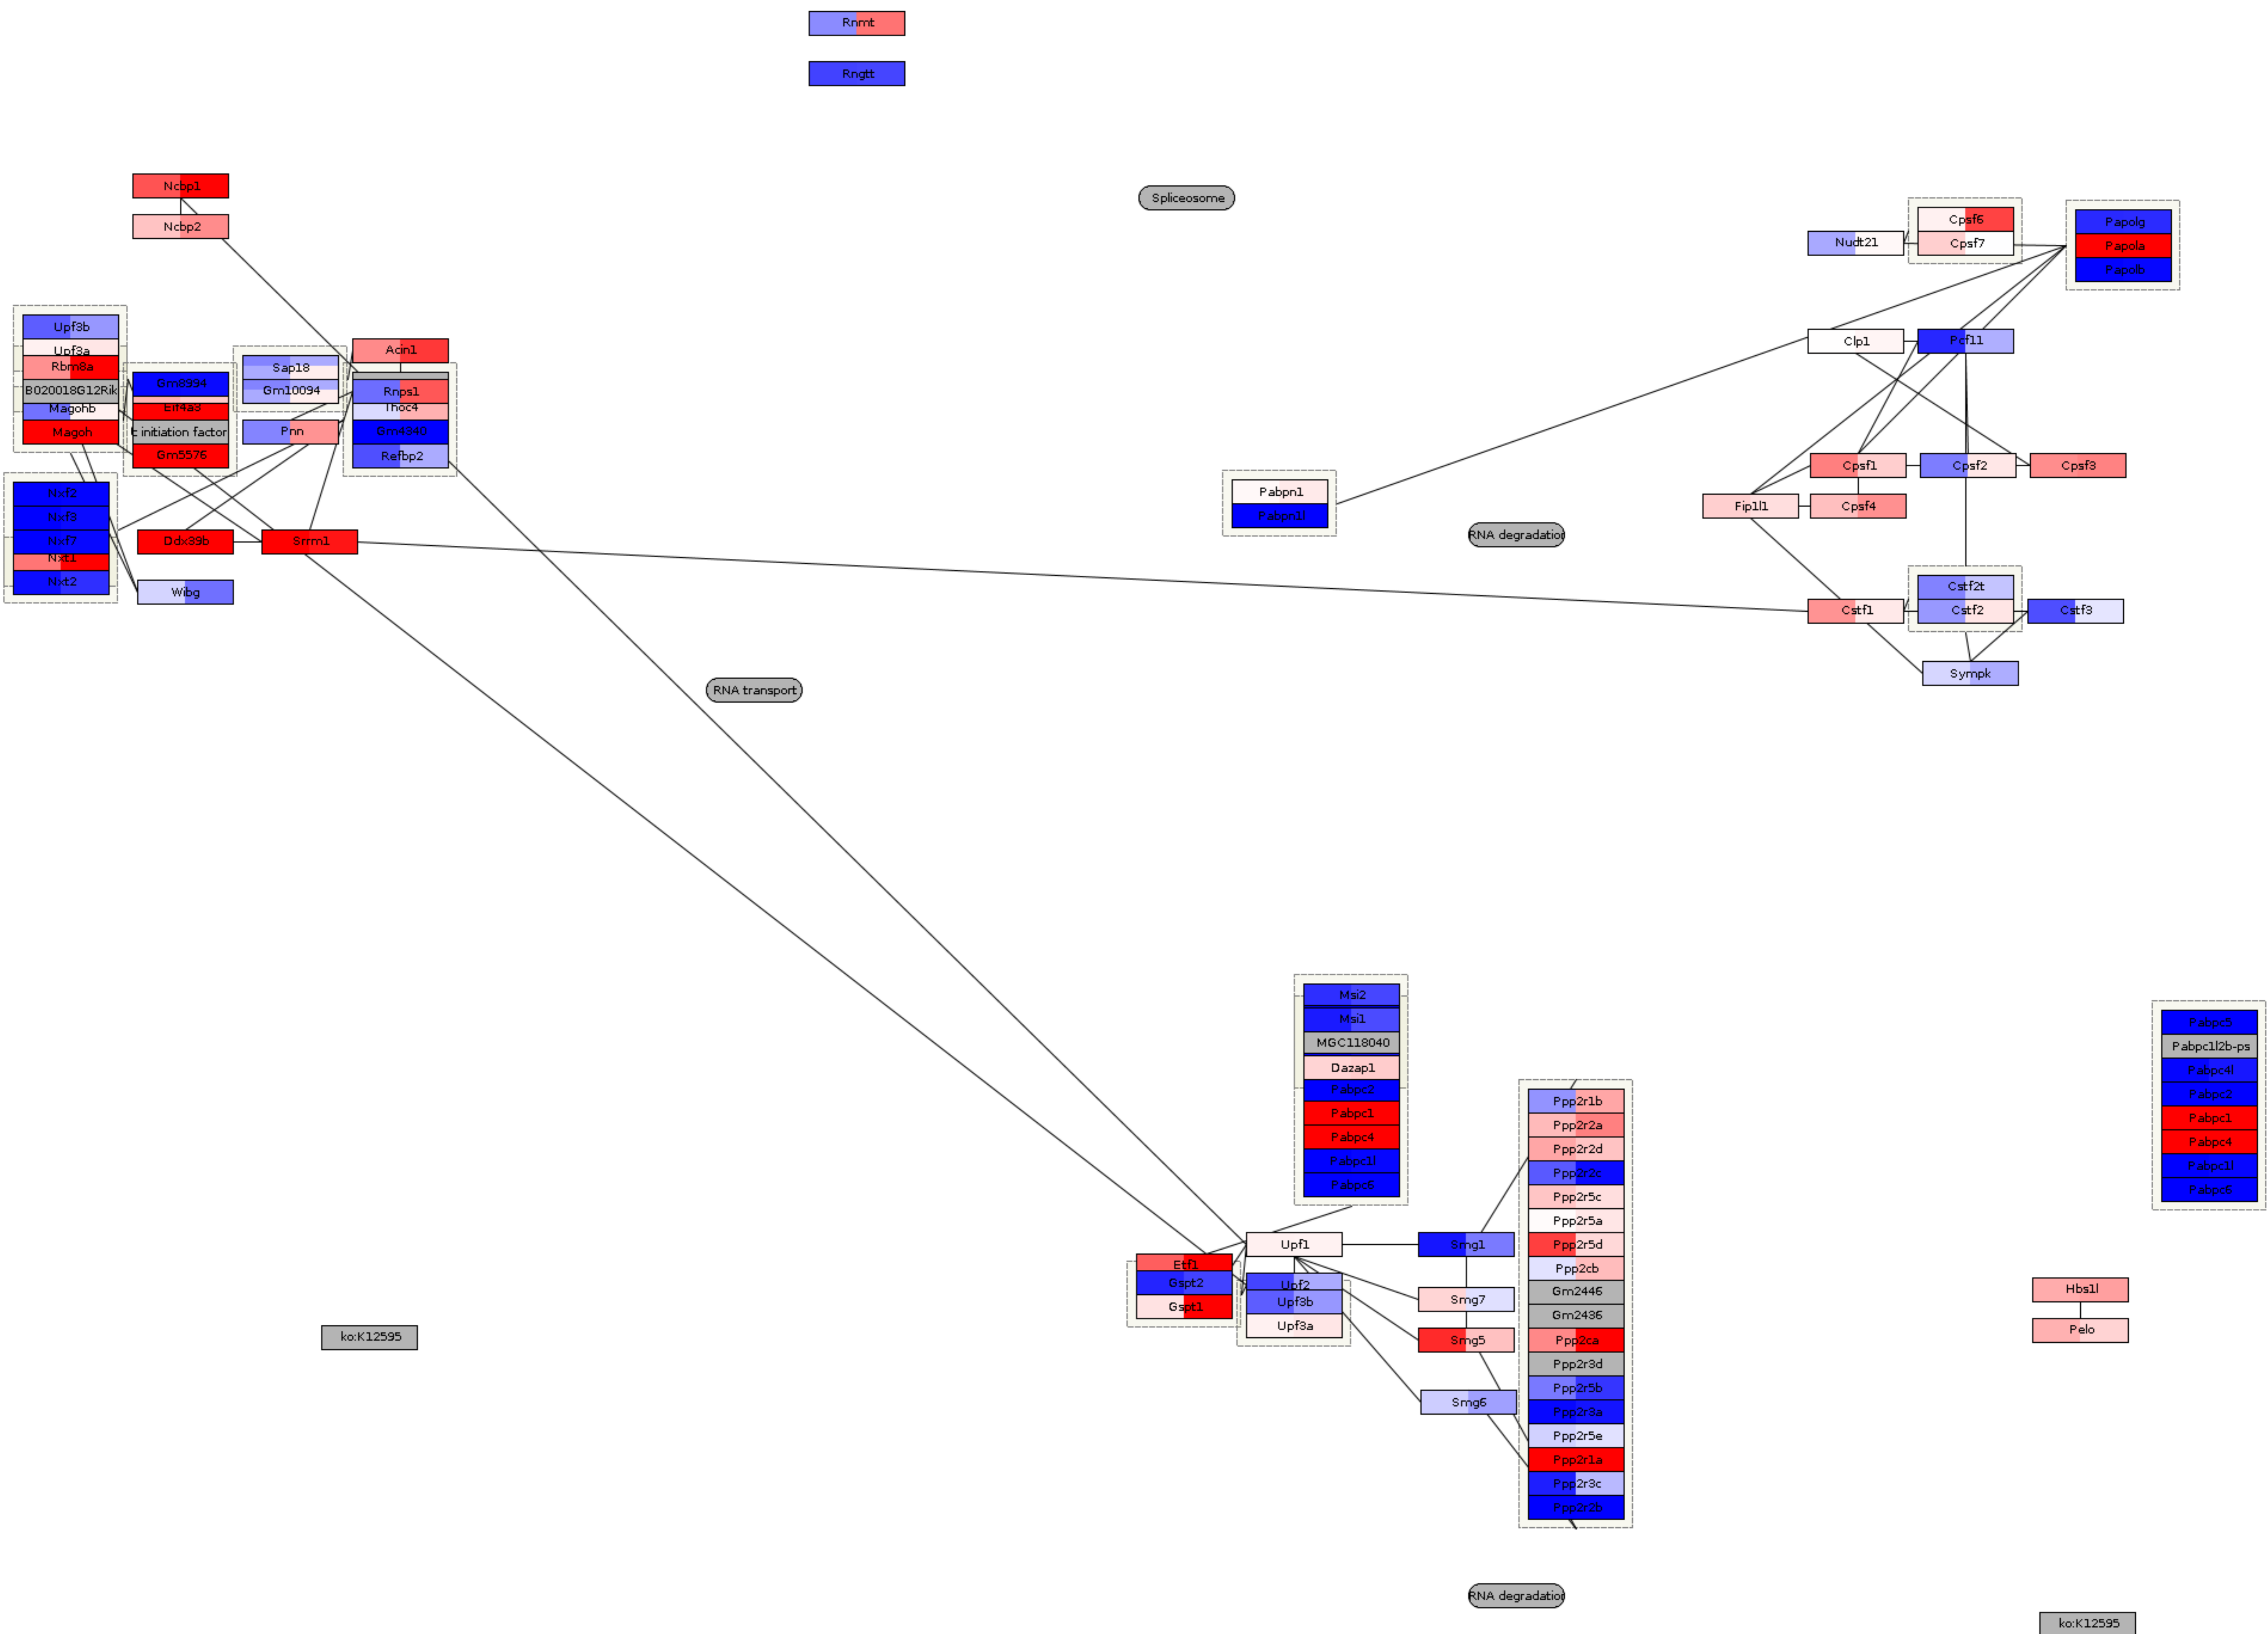 Rnmt
Rngtt
Ncbp1
Ncbp2
Spliceosome
Nudt21
Cpsf6
Cpsf7
Papolg
Papola
Papolb
Upf3b
Upf3a
Rbm8a
B020018G12Rik
Magohb
Magoh
Gm8994
Eif4a3
t initiation factor
Gm5576
Sap18
Gm10094
Pnn
Acin1
Rnps1
Thoc4
Gm4340
Refbp2
Clp1
Pcf11
Cpsf1
Cpsf2
Cpsf3
Fip1l1
Cpsf4
Pabpn1
Pabpn1l
RNA degradation
Nxf2
Nxf3
Nxf7
Nxt1
Nxt2
Ddx39b
Srrm1
Wibg
Cstf2t
Cstf1
Cstf2
Cstf3
Sympk
RNA transport
Msi2
Msi1
MGC118040
Dazap1
Pabpc2
Pabpc1
Pabpc4
Pabpc1l
Pabpc6
Pabpc5
Pabpc1l2b-ps
Pabpc4l
Pabpc2
Pabpc1
Pabpc4
Pabpc1l
Pabpc6
Ppp2r1b
Ppp2r2a
Ppp2r2d
Ppp2r2c
Ppp2r5c
Ppp2r5a
Ppp2r5d
Ppp2cb
Gm2446
Gm2436
Ppp2ca
Ppp2r3d
Ppp2r5b
Ppp2r3a
Ppp2r5e
Ppp2r1a
Ppp2r3c
Ppp2r2b
Upf1
Smg1
Etf1
Gspt2
Gspt1
Upf2
Upf3b
Upf3a
Smg7
Smg5
Smg6
Hbs1l
Pelo
ko:K12595
RNA degradation
ko:K12595